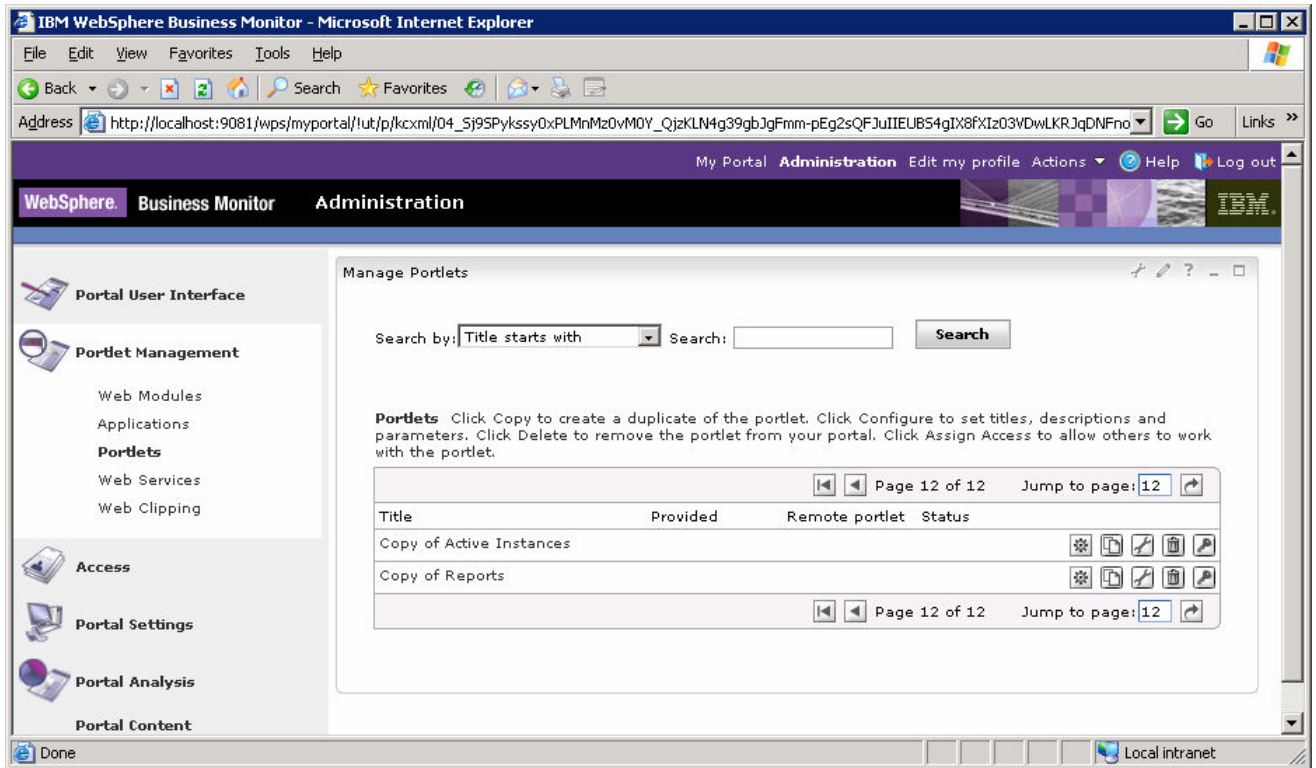 IBM WebSphere Business Monitor - Microsoft Internet Explorer
File Edit View Favorites Tools Help
Back Search Favorites
Address http://localhost:9081/wps/myportal/!ut/p/kcxml/ Go Links »
My Portal Administration Edit my profile Actions ? Help Log out
WebSphere. Business Monitor Administration IBM.
Manage Portlets ?
Portal User Interface
Search by: Title starts with Search: Search
Portlet Management
Web Modules
Applications
Portlets
Web Services
Web Clipping
Access
Portal Settings
Portal Analysis
Portal Content
Portlets Click Copy to create a duplicate of the portlet. Click Configure to set titles, descriptions and
parameters. Click Delete to remove the portlet from your portal. Click Assign Access to allow others to work
with the portlet.
Page 12 of 12 Jump to page: 12
Title Provided Remote portlet Status
Copy of Active Instances
Copy of Reports
Page 12 of 12 Jump to page: 12
Done Local intranet